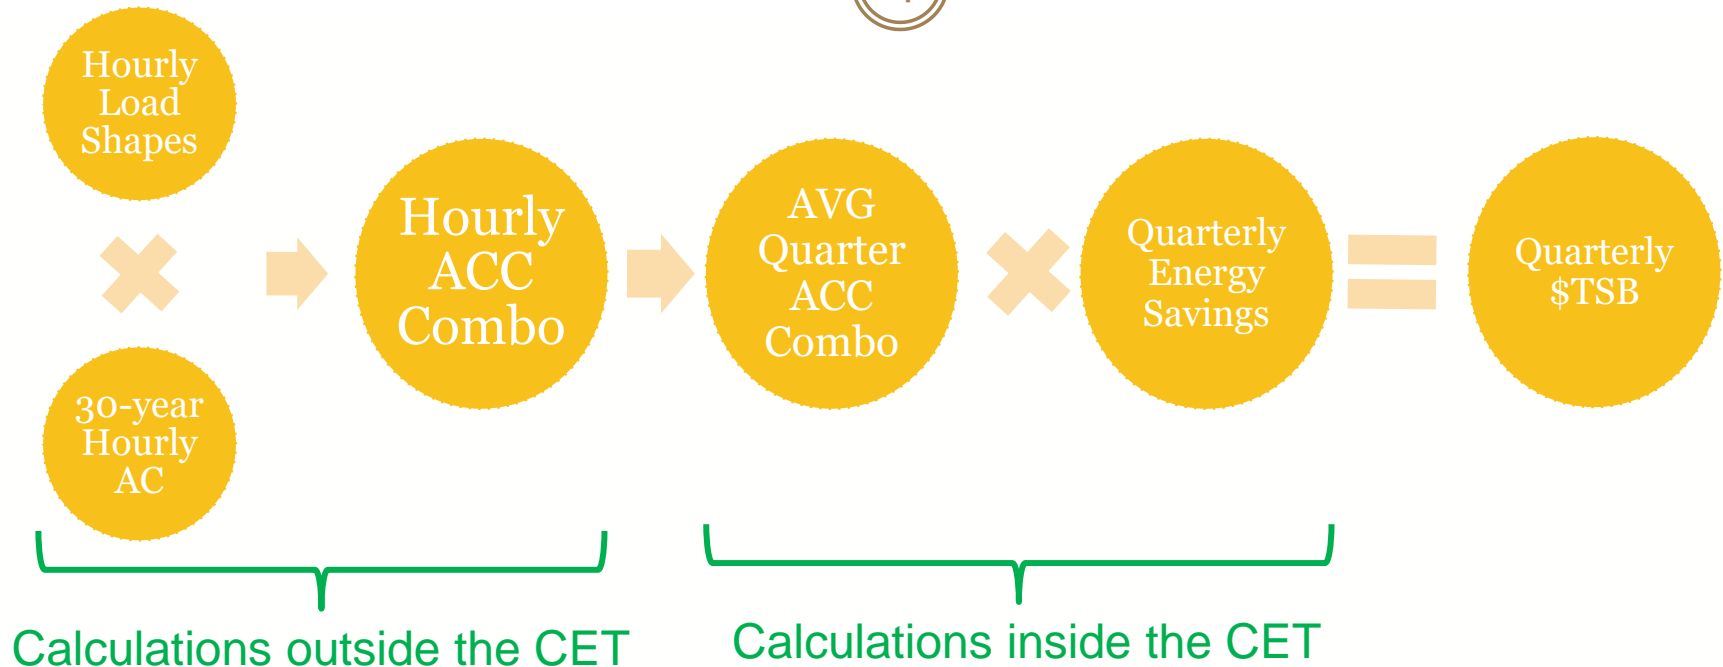 Hourly
Load
Shapes
30-year
Hourly
AC
Hourly
ACC
Combo
AVG
Quarter
ACC
Combo
Quarterly
Energy
Savings
Quarterly
$TSB
Calculations outside the CET
Calculations inside the CET